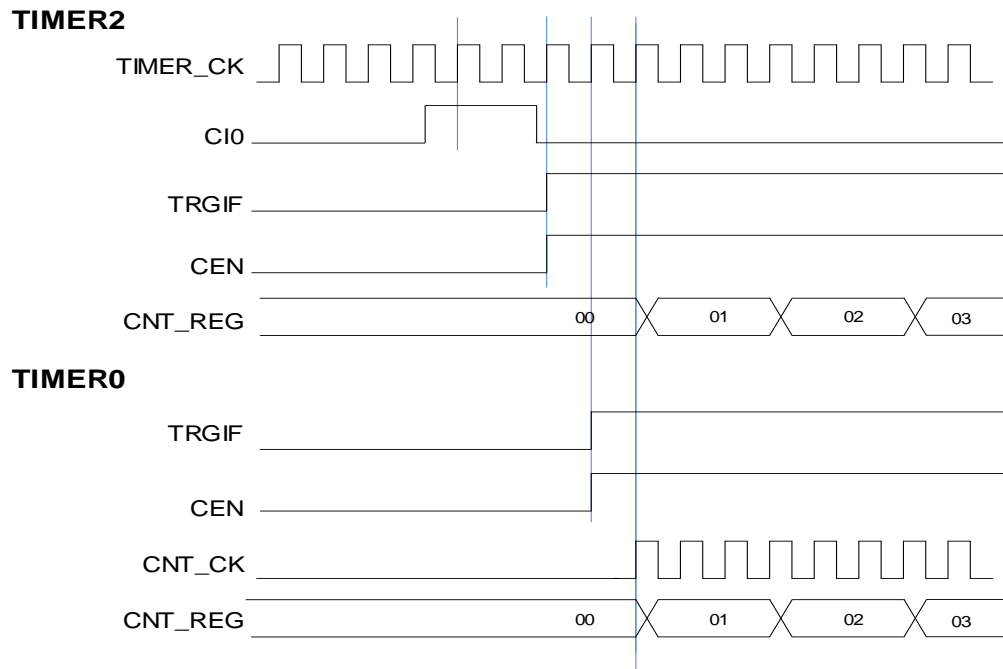 TIMER2
TIMER_CK
CI0
TRGIF
CEN
CNT_REG 00 01 02 03
TIMER0
TRGIF
CEN
CNT_CK
CNT_REG 00 01 02 03